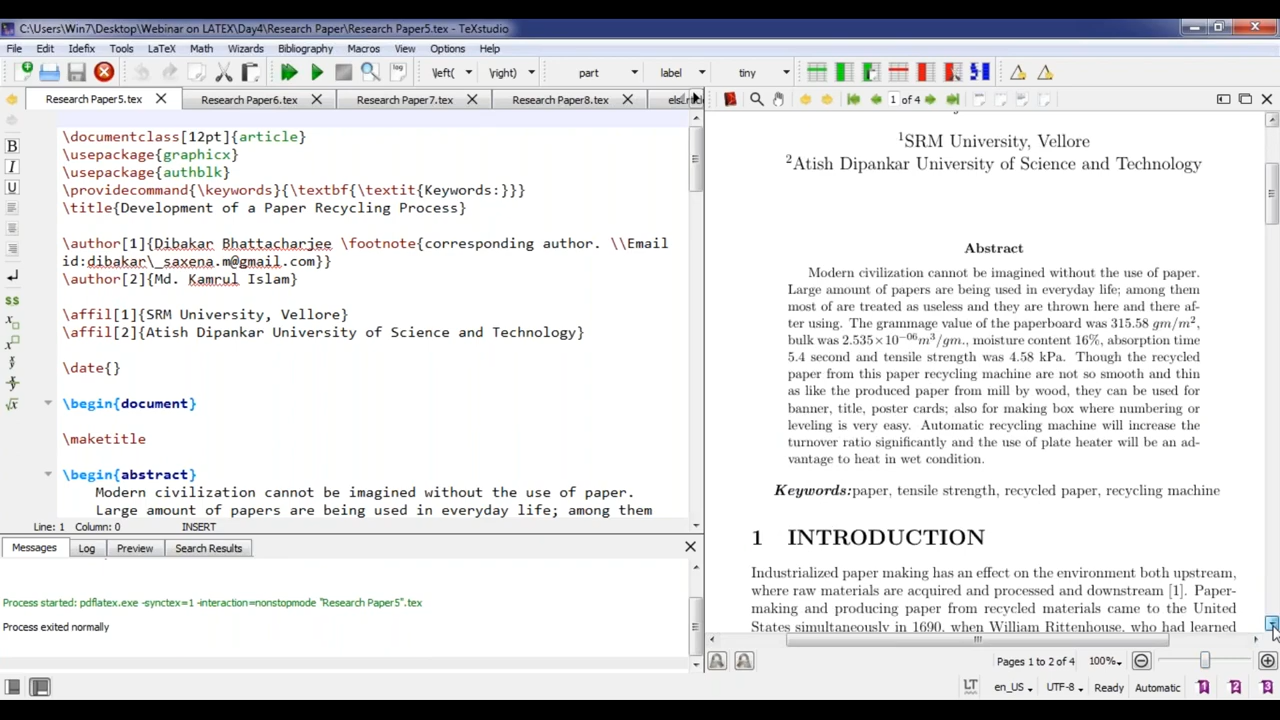 C:\Users\Win7\Desktop\Webinar on LATEX\Day4\Research Paper\Research Paper5.tex - TeXstudio
File Edit Idefix Tools LaTeX Math Wizards Bibliography Macros View Options Help
log \left( \right) part label tiny
Research Paper5.tex Research Paper6.tex Research Paper7.tex Research Paper8.tex 1 of 4
\documentclass[12pt]{article}
\usepackage{graphicx}
\usepackage{authblk}
\providecommand{\keywords}{\textbf{\textit{Keywords:}}}
\title{Development of a Paper Recycling Process}
\author[1]{Dibakar Bhattacharjee \footnote{corresponding author. \\Email
id:dibakar\_saxena.m@gmail.com}}
\author[2]{Md. Kamrul Islam}
\affil[1]{SRM University, Vellore}
\affil[2]{Atish Dipankar University of Science and Technology}
\date{}
\begin{document}
\maketitle
\begin{abstract}
Modern civilization cannot be imagined without the use of paper.
Large amount of papers are being used in everyday life; among them
Line: 1 Column: 0 INSERT
Messages Log Preview Search Results
Process started: pdflatex.exe -synctex=1 -interaction=nonstopmode "Research Paper5".tex
Process exited normally
¹SRM University, Vellore
²Atish Dipankar University of Science and Technology
Abstract
Modern civilization cannot be imagined without the use of paper.
Large amount of papers are being used in everyday life; among them
most of are treated as useless and they are thrown here and there af-
ter using. The grammage value of the paperboard was 315.58 gm/m²,
bulk was 2.535×10⁻⁰⁶m³/gm., moisture content 16%, absorption time
5.4 second and tensile strength was 4.58 kPa. Though the recycled
paper from this paper recycling machine are not so smooth and thin
as like the produced paper from mill by wood, they can be used for
banner, title, poster cards; also for making box where numbering or
leveling is very easy. Automatic recycling machine will increase the
turnover ratio significantly and the use of plate heater will be an ad-
vantage to heat in wet condition.
Keywords:paper, tensile strength, recycled paper, recycling machine
1 INTRODUCTION
Industrialized paper making has an effect on the environment both upstream,
where raw materials are acquired and processed and downstream [1]. Paper-
making and producing paper from recycled materials came to the United
States simultaneously in 1690, when William Rittenhouse, who had learned
Pages 1 to 2 of 4 100%
LT en_US UTF-8 Ready Automatic 1 2 3